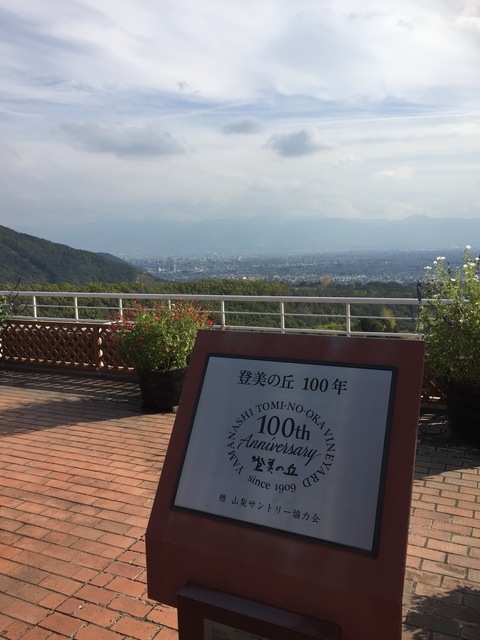 登美の丘 100年
YAMANASHI TOMI-NO-OKA VINEYARD
100th
Anniversary
登美の丘
since 1909
贈 山梨サントリー協力会